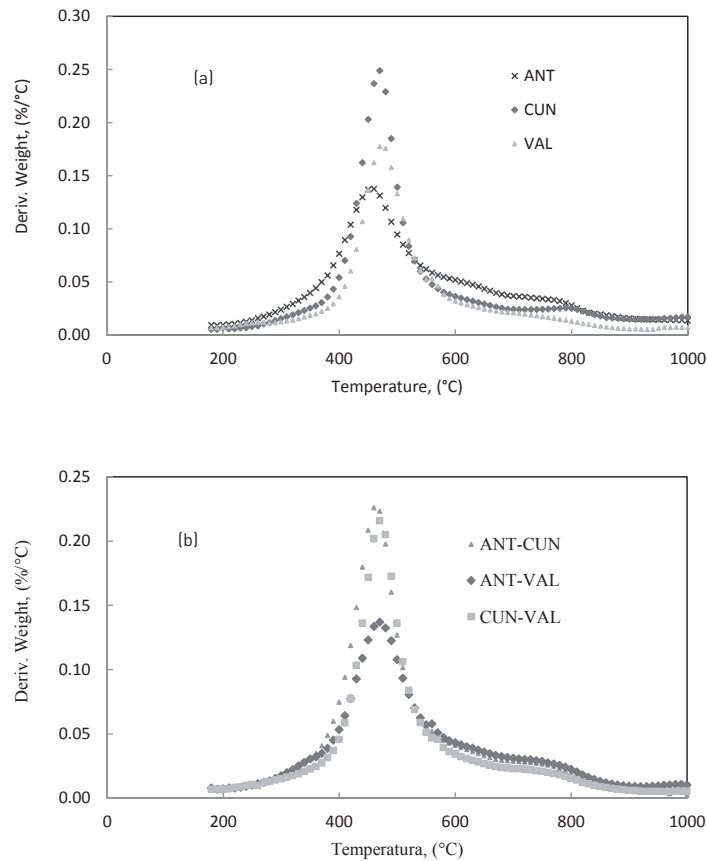 0.30
0.25
0.20
0.15
0.10
0.05
0.00
Deriv. Weight, (%/°C)
(a)
ANT
CUN
VAL
0 200 400 600 800 1000
Temperature, (°C)
0.25
0.20
0.15
0.10
0.05
0.00
Deriv. Weight, (%/°C)
(b)
ANT-CUN
ANT-VAL
CUN-VAL
0 200 400 600 800 1000
Temperatura, (°C)